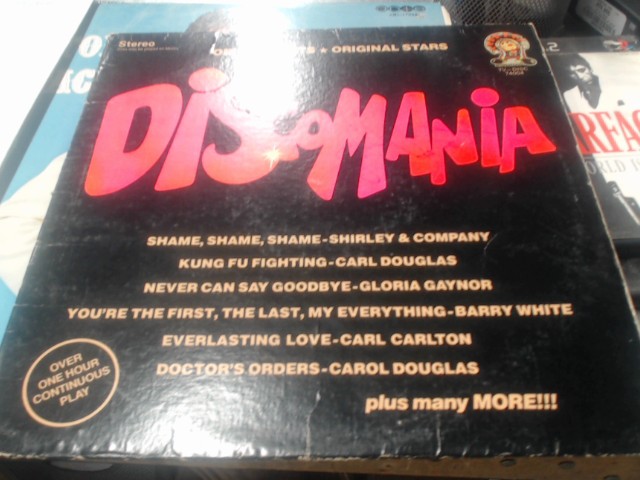 Stereo
★ ORIGINAL STARS
DISCOMANIA
SHAME, SHAME, SHAME-SHIRLEY & COMPANY
KUNG FU FIGHTING-CARL DOUGLAS
NEVER CAN SAY GOODBYE-GLORIA GAYNOR
YOU'RE THE FIRST, THE LAST, MY EVERYTHING-BARRY WHITE
EVERLASTING LOVE-CARL CARLTON
DOCTOR'S ORDERS-CAROL DOUGLAS
plus many MORE!!!
OVER
ONE HOUR
CONTINUOUS
PLAY